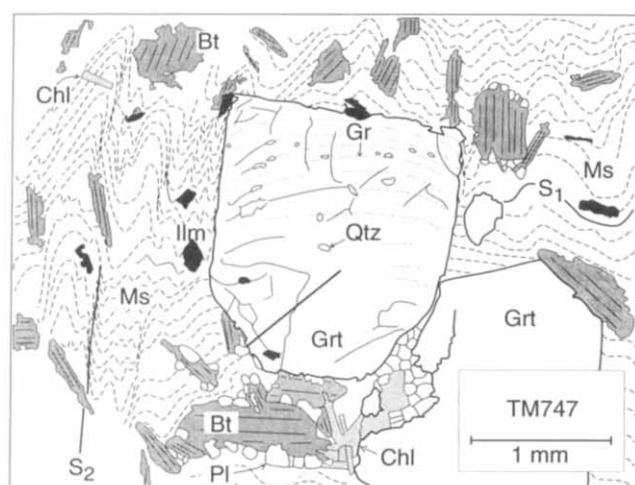 Bt
Chl
Gr
Ms
S1
Ilm
Qtz
Ms
Grt
Grt
Bt
TM747
1 mm
S2
Pl
Chl